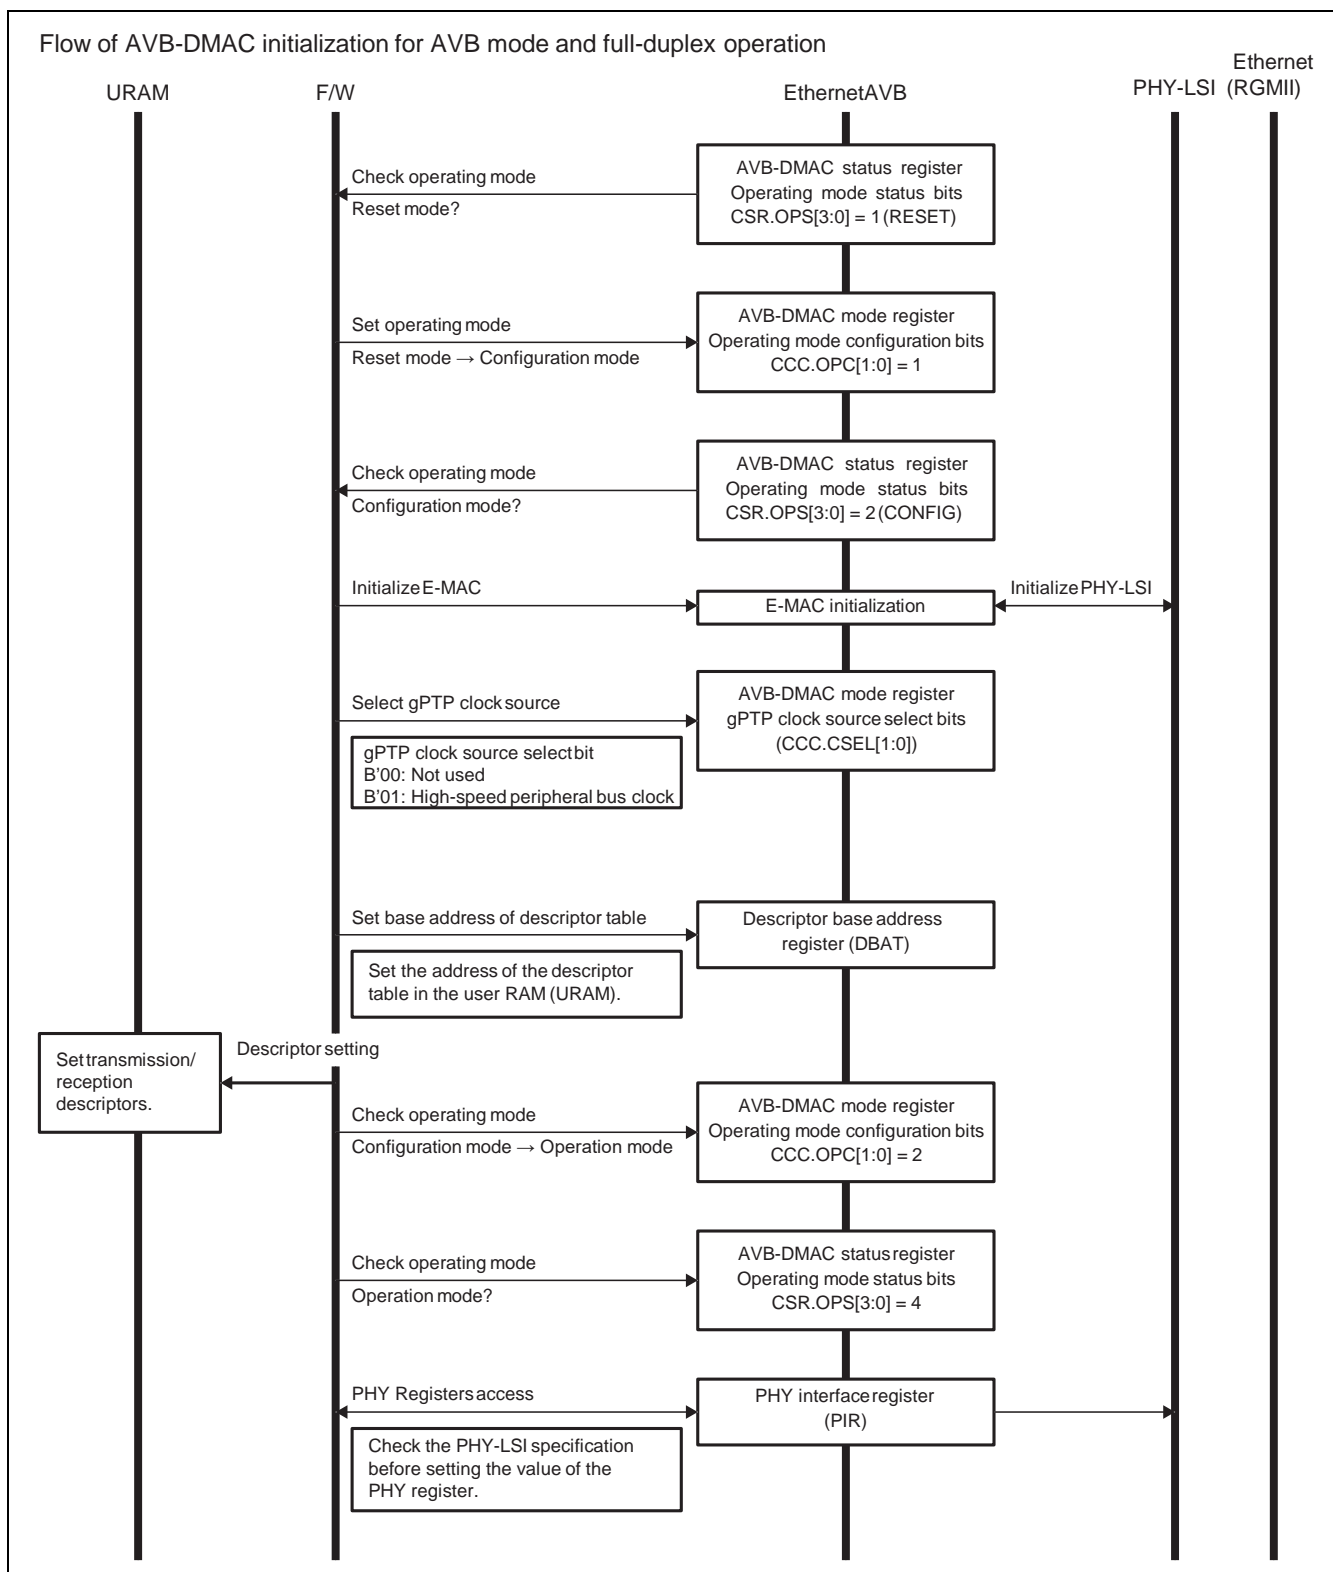 Flow of AVB-DMAC initialization for AVB mode and full-duplex operation
URAM
F/W
EthernetAVB
PHY-LSI
Ethernet
(RGMII)
Check operating mode
Reset mode?
AVB-DMAC status register
Operating mode status bits
CSR.OPS[3:0] = 1 (RESET)
Set operating mode
Reset mode → Configuration mode
AVB-DMAC mode register
Operating mode configuration bits
CCC.OPC[1:0] = 1
Check operating mode
Configuration mode?
AVB-DMAC status register
Operating mode status bits
CSR.OPS[3:0] = 2 (CONFIG)
Initialize E-MAC
E-MAC initialization
Initialize PHY-LSI
Select gPTP clock source
gPTP clock source select bit
B'00: Not used
B'01: High-speed peripheral bus clock
AVB-DMAC mode register
gPTP clock source select bits
(CCC.CSEL[1:0])
Set base address of descriptor table
Set the address of the descriptor
table in the user RAM (URAM).
Descriptor base address
register (DBAT)
Descriptor setting
Set transmission/
reception
descriptors.
Check operating mode
Configuration mode → Operation mode
AVB-DMAC mode register
Operating mode configuration bits
CCC.OPC[1:0] = 2
Check operating mode
Operation mode?
AVB-DMAC status register
Operating mode status bits
CSR.OPS[3:0] = 4
PHY Registers access
Check the PHY-LSI specification
before setting the value of the
PHY register.
PHY interface register
(PIR)